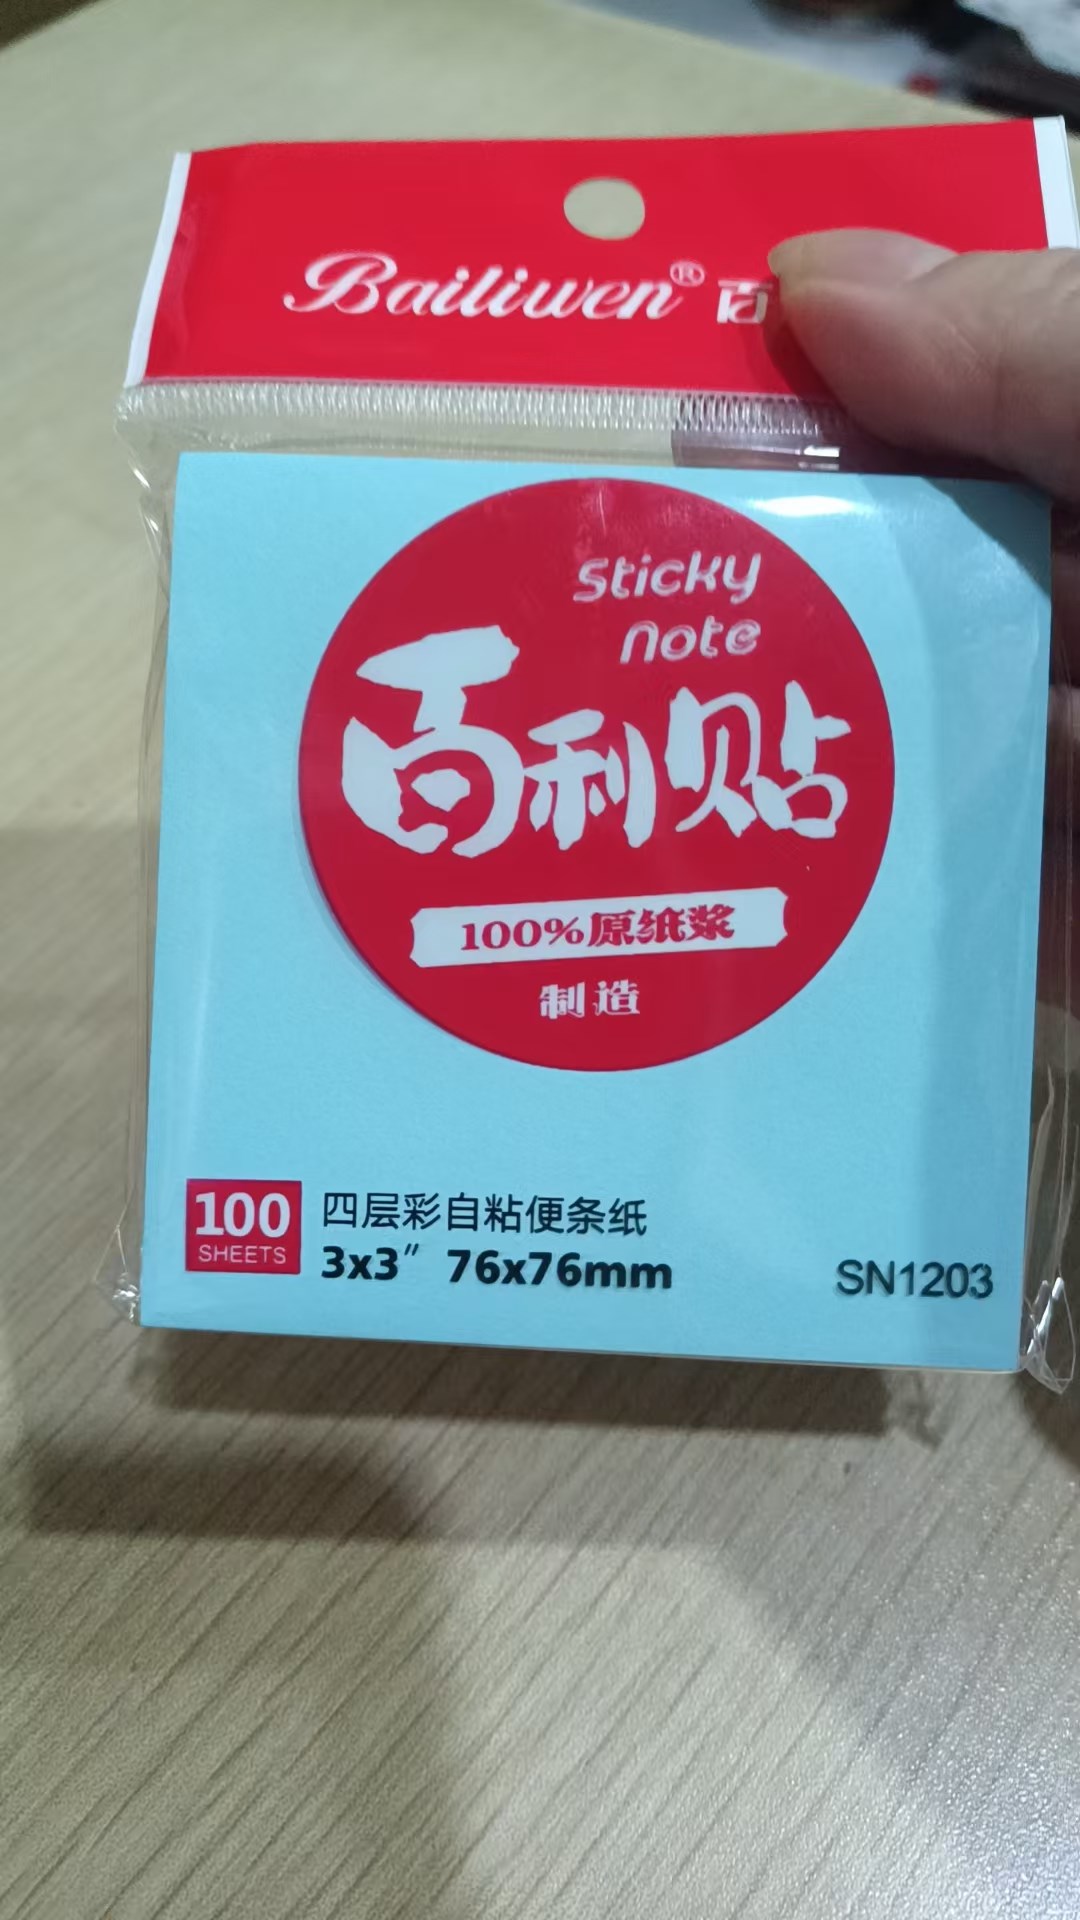 Bailiwen® 百
Sticky
note
百利贴
100%原纸浆
制造
100
SHEETS
四层彩自粘便条纸
3x3″ 76x76mm
SN1203